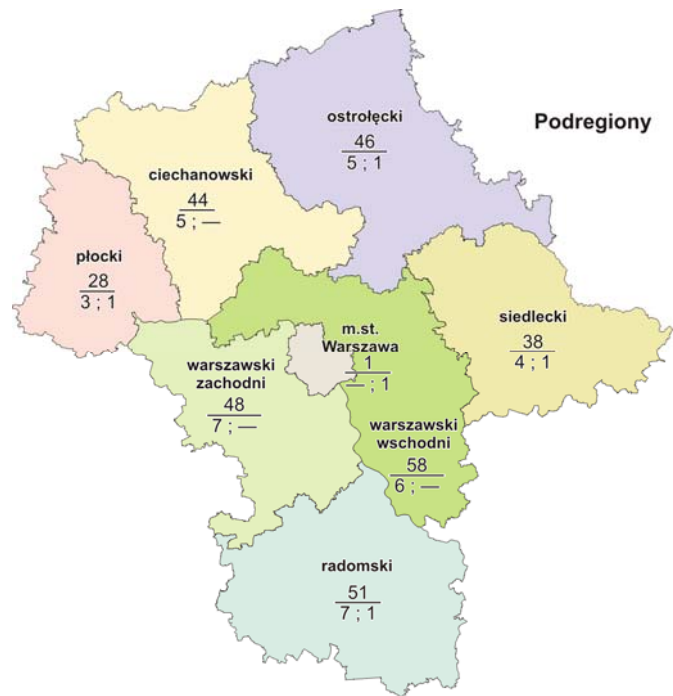 Podregiony
ostrołęcki
46
5 ; 1
ciechanowski
44
5 ; —
płocki
28
3 ; 1
siedlecki
38
4 ; 1
m.st.
Warszawa
1
— ; 1
warszawski
zachodni
48
7 ; —
warszawski
wschodni
58
6 ; —
radomski
51
7 ; 1